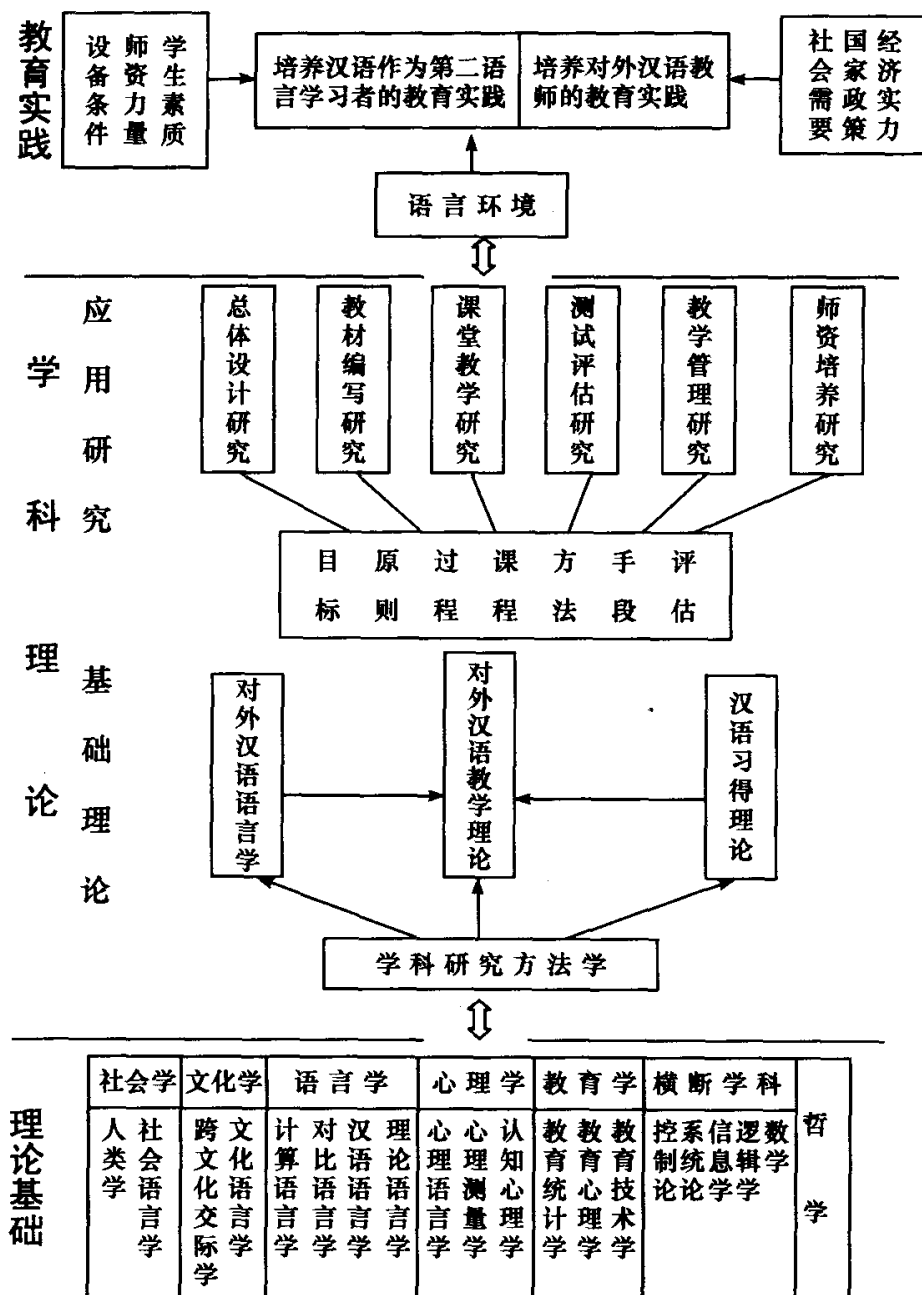 教育实践
学生素质
师资力量
设备条件
培养汉语作为第二语
言学习者的教育实践
培养对外汉语教
师的教育实践
经济实力
国家政策
社会需要
语言环境
学科理论
应用研究
总体设计研究
教材编写研究
课堂教学研究
测试评估研究
教学管理研究
师资培养研究
目标
原则
过程
课程
方法
手段
评估
基础理论
对外汉语语言学
对外汉语教学理论
汉语习得理论
学科研究方法学
理论基础
社会学
社会语言学
人类学
文化学
文化语言学
跨文化交际学
语言学
理论语言学
汉语语言学
对比语言学
计算语言学
心理学
认知心理学
心理测量学
心理语言学
教育学
教育技术学
教育心理学
教育统计学
横断学科
数学
逻辑学
信息学
系统论
控制论
哲学